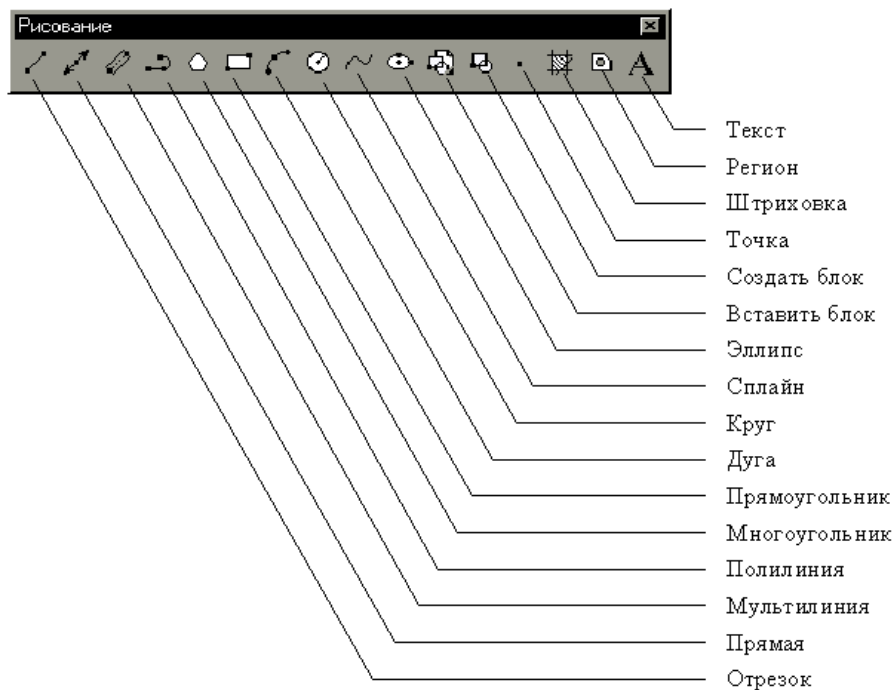 Рисование
Текст
Регион
Штриховка
Точка
Создать блок
Вставить блок
Эллипс
Сплайн
Круг
Дуга
Прямоугольник
Многоугольник
Полилиния
Мультилиния
Прямая
Отрезок